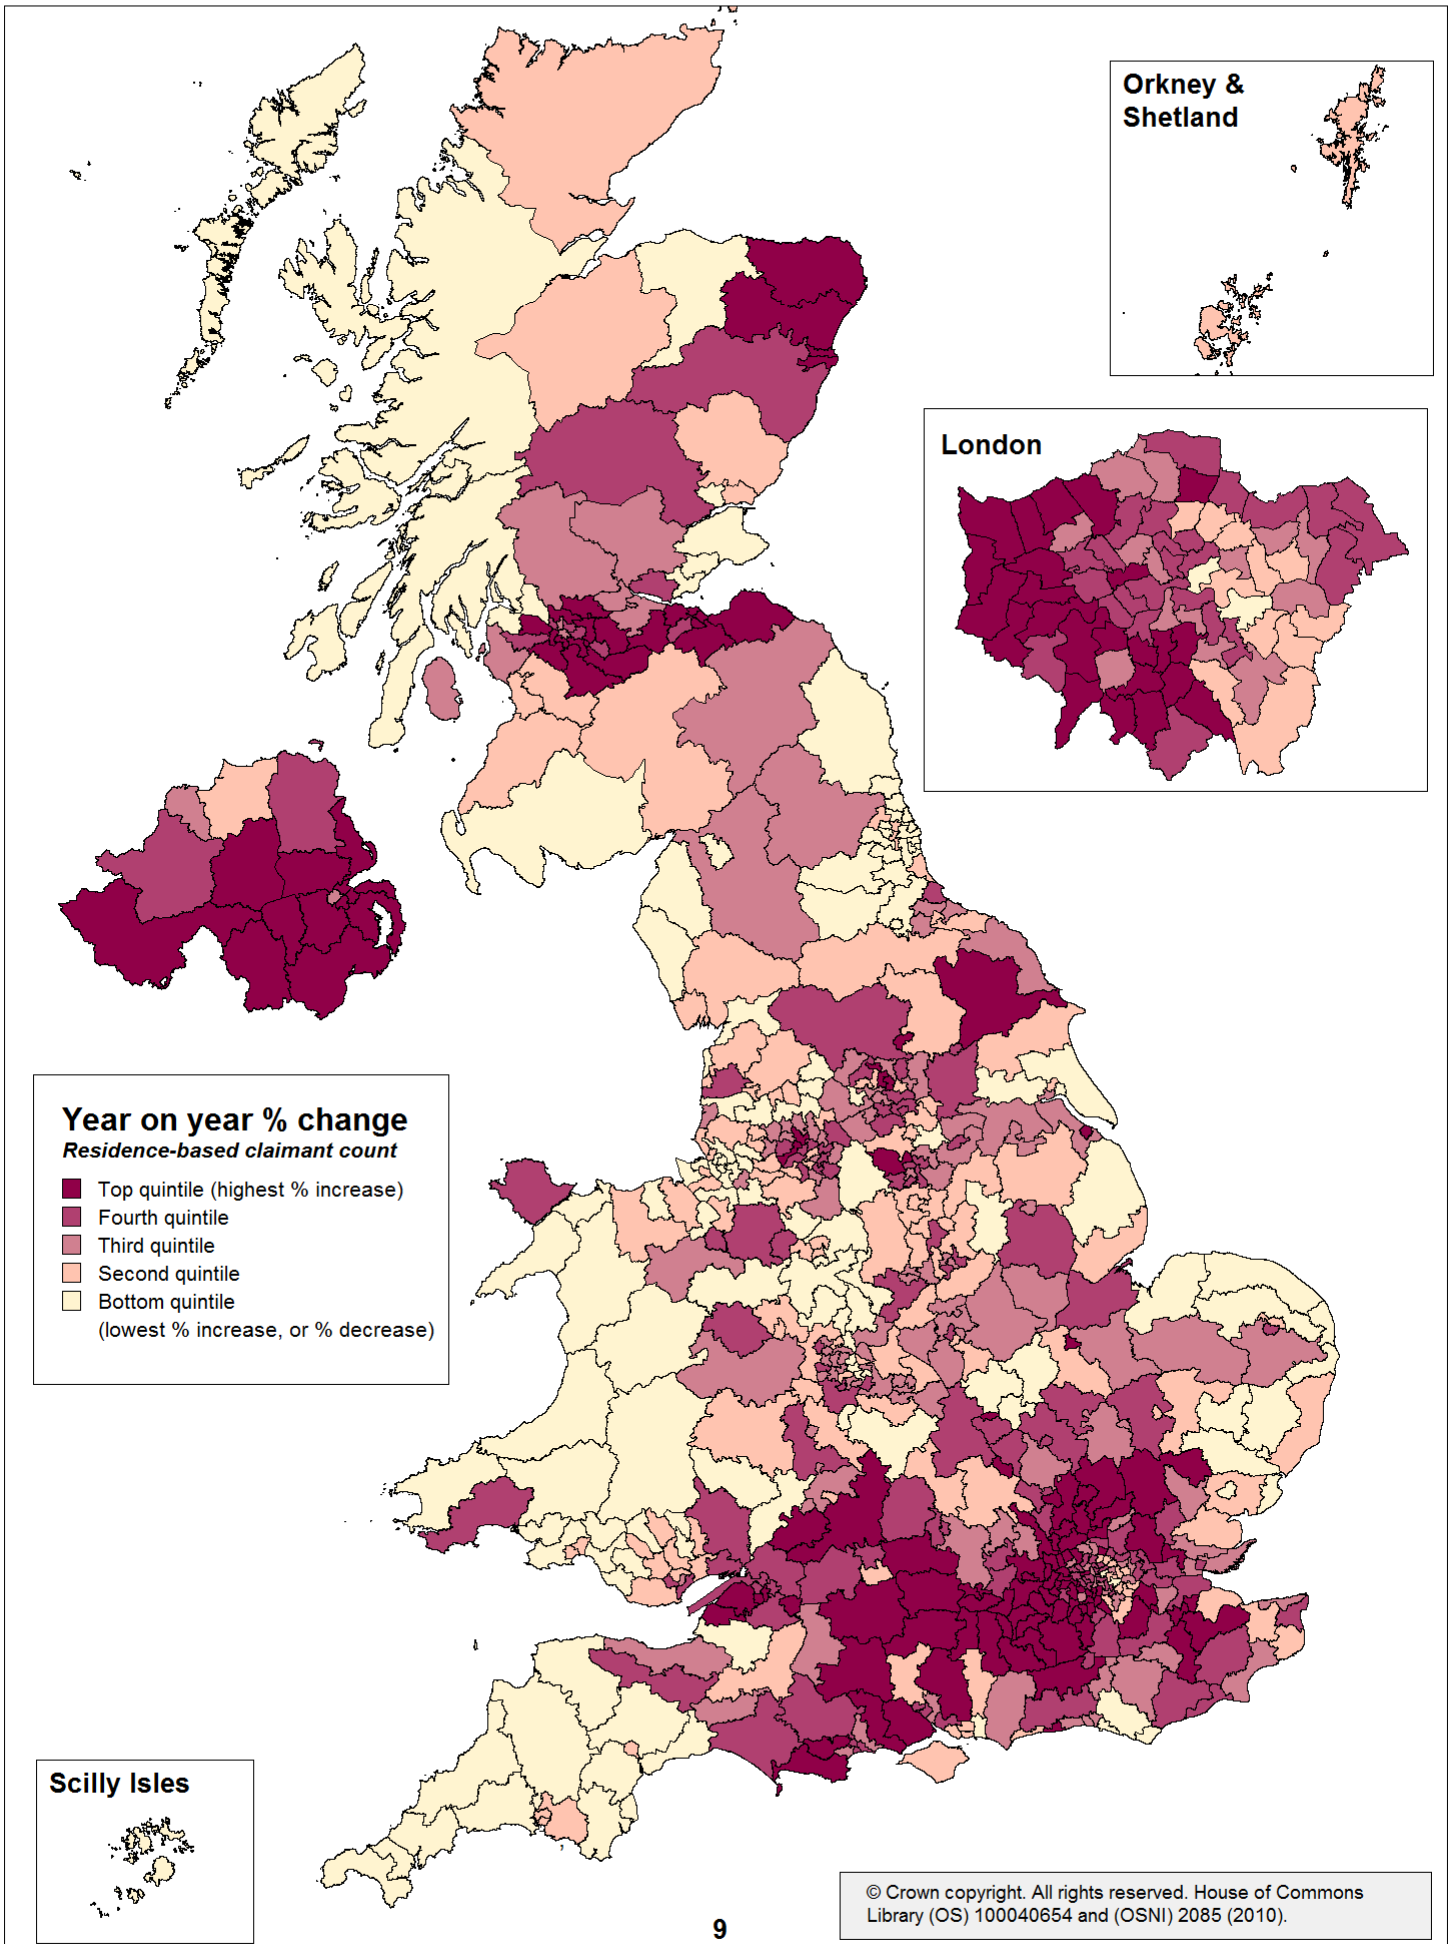 Orkney &
Shetland
London
Year on year % change
Residence-based claimant count
Top quintile (highest % increase)
Fourth quintile
Third quintile
Second quintile
Bottom quintile
(lowest % increase, or % decrease)
Scilly Isles
© Crown copyright. All rights reserved. House of Commons
Library (OS) 100040654 and (OSNI) 2085 (2010).
9